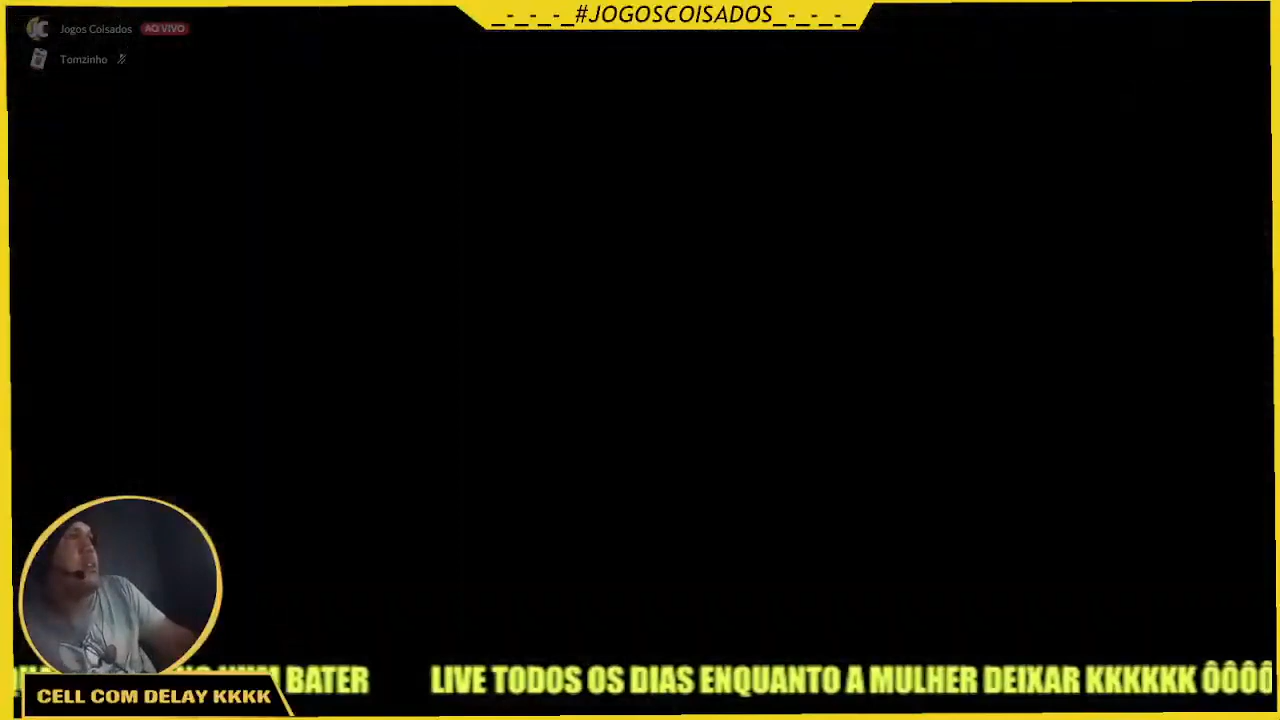 _-_-_-_#JOGOSCOISADOS_-_-_-_
Jogos Coisados AO VIVO
Tomzinho
BATER LIVE TODOS OS DIAS ENQUANTO A MULHER DEIXAR KKKKKK ÔÔÔÔ
CELL COM DELAY KKKK